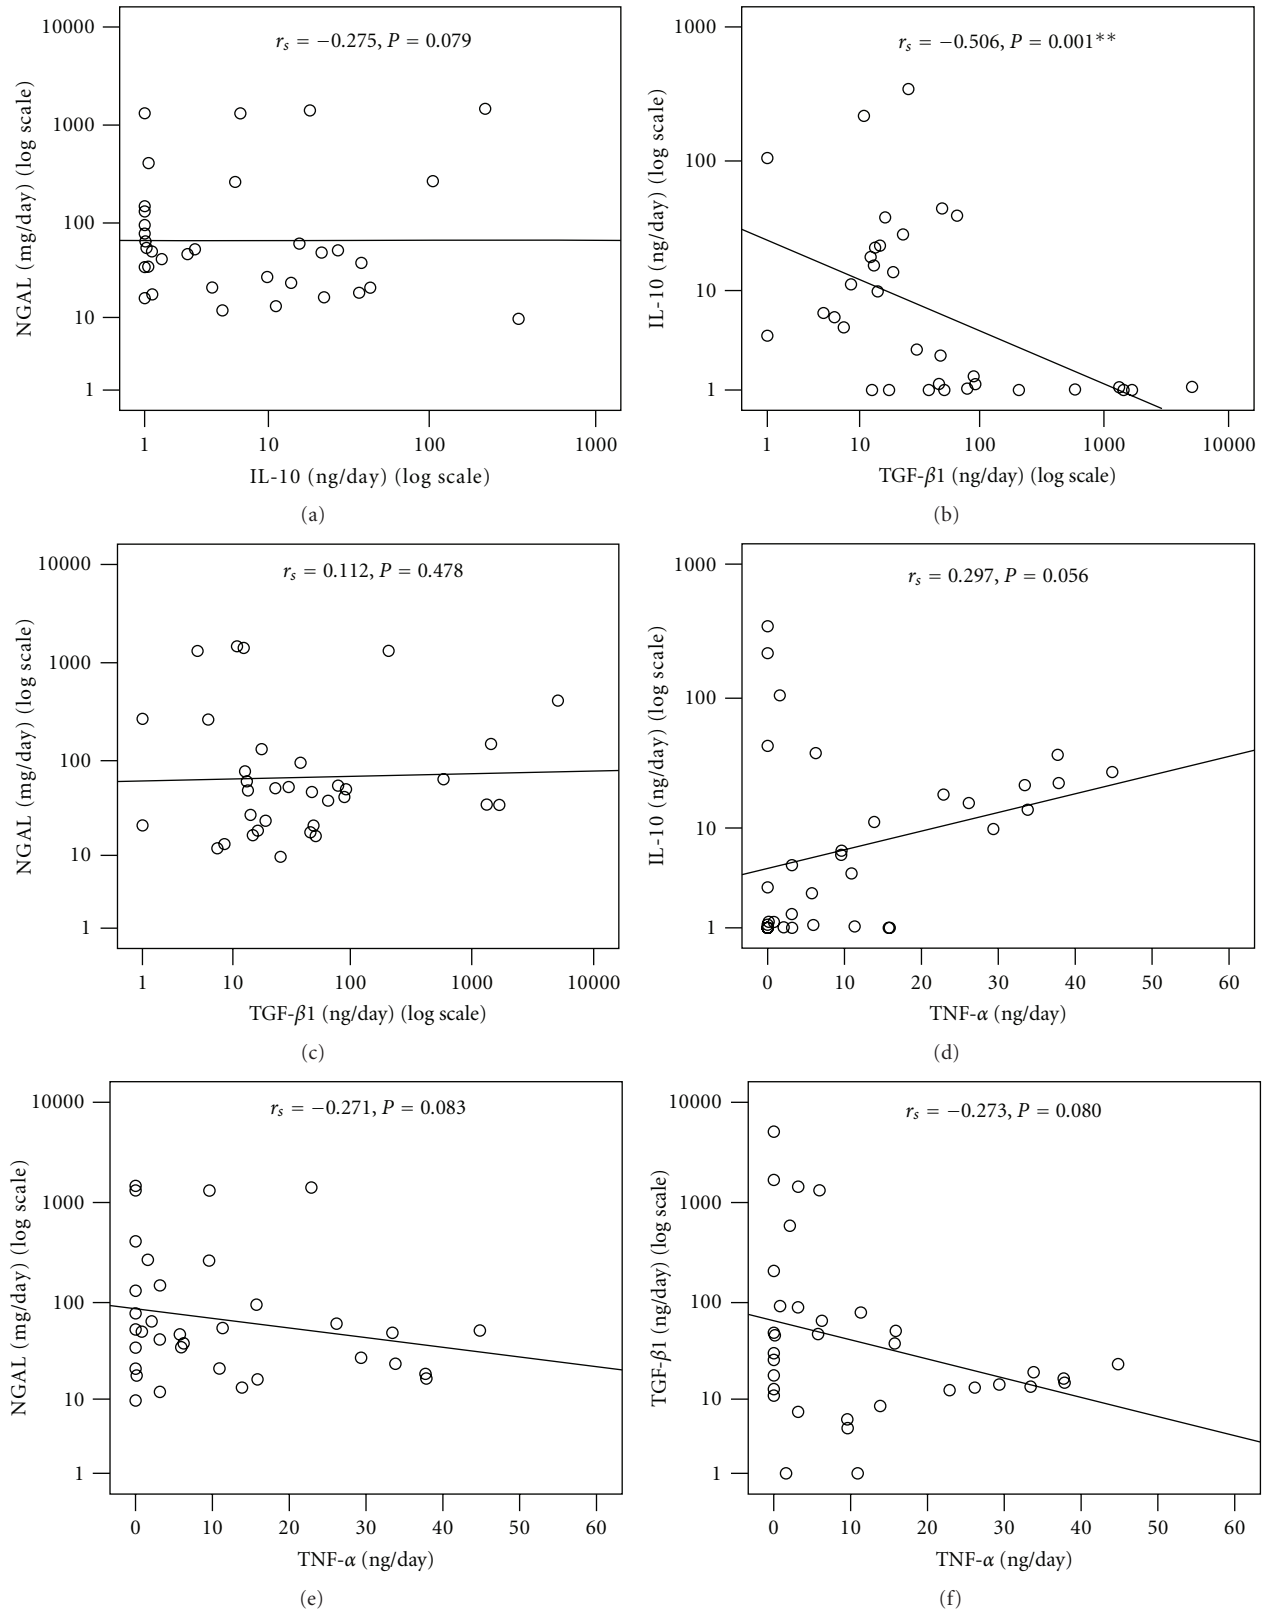 10000
1000
100
10
1
NGAL (mg/day) (log scale)
r_s = −0.275, P = 0.079
1 10 100 1000
IL-10 (ng/day) (log scale)
(a)
1000
100
10
1
IL-10 (ng/day) (log scale)
r_s = −0.506, P = 0.001**
1 10 100 1000 10000
TGF-β1 (ng/day) (log scale)
(b)
10000
1000
100
10
1
NGAL (mg/day) (log scale)
r_s = 0.112, P = 0.478
1 10 100 1000 10000
TGF-β1 (ng/day) (log scale)
(c)
1000
100
10
1
IL-10 (ng/day) (log scale)
r_s = 0.297, P = 0.056
0 10 20 30 40 50 60
TNF-α (ng/day)
(d)
10000
1000
100
10
1
NGAL (mg/day) (log scale)
r_s = −0.271, P = 0.083
0 10 20 30 40 50 60
TNF-α (ng/day)
(e)
10000
1000
100
10
1
TGF-β1 (ng/day) (log scale)
r_s = −0.273, P = 0.080
0 10 20 30 40 50 60
TNF-α (ng/day)
(f)